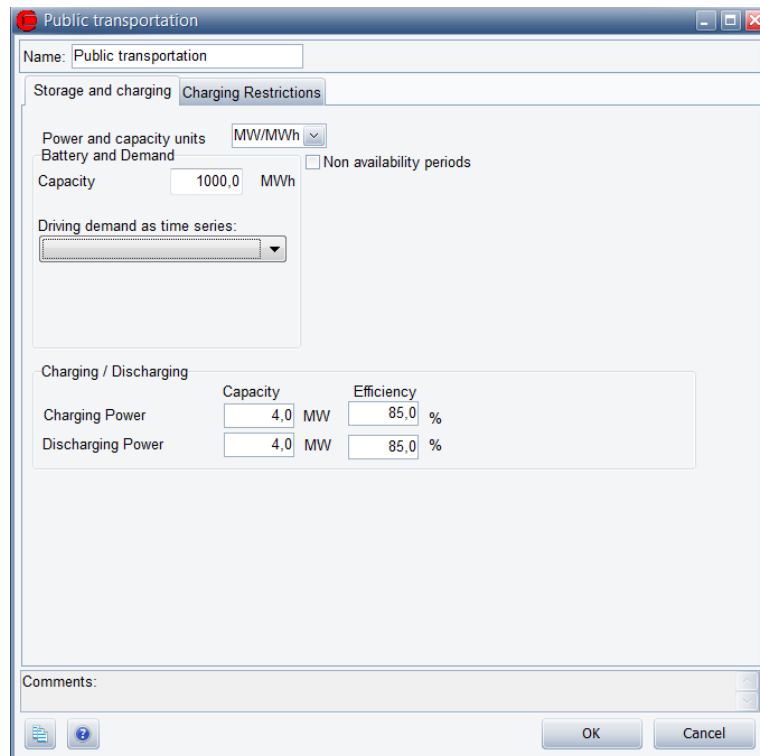 Public transportation
Name: Public transportation
Storage and charging Charging Restrictions
Power and capacity units MW/MWh
Battery and Demand
Non availability periods
Capacity 1000,0 MWh
Driving demand as time series:
Charging / Discharging
Capacity Efficiency
Charging Power 4,0 MW 85,0 %
Discharging Power 4,0 MW 85,0 %
Comments:
OK Cancel